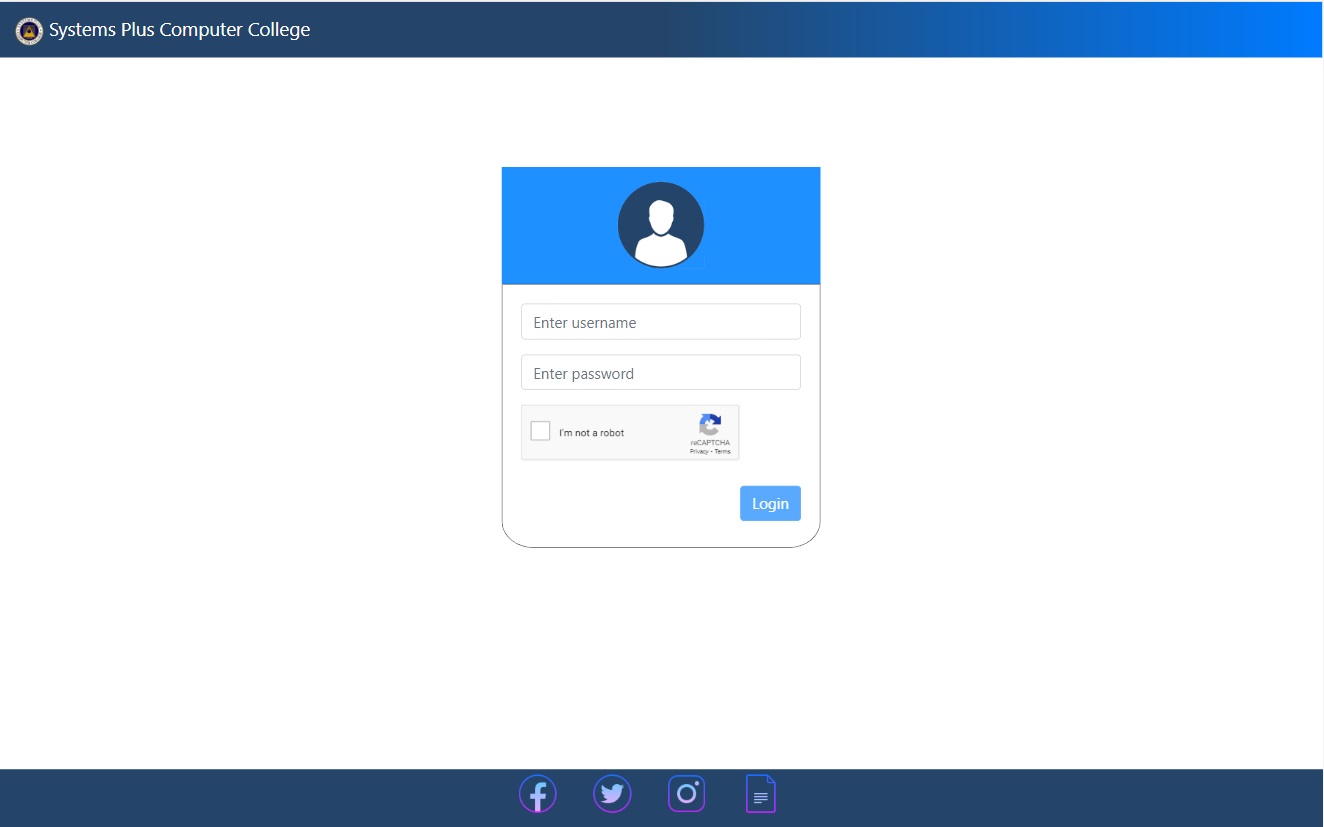 Systems Plus Computer College
Enter username
Enter password
I'm not a robot
reCAPTCHA
Privacy - Terms
Login